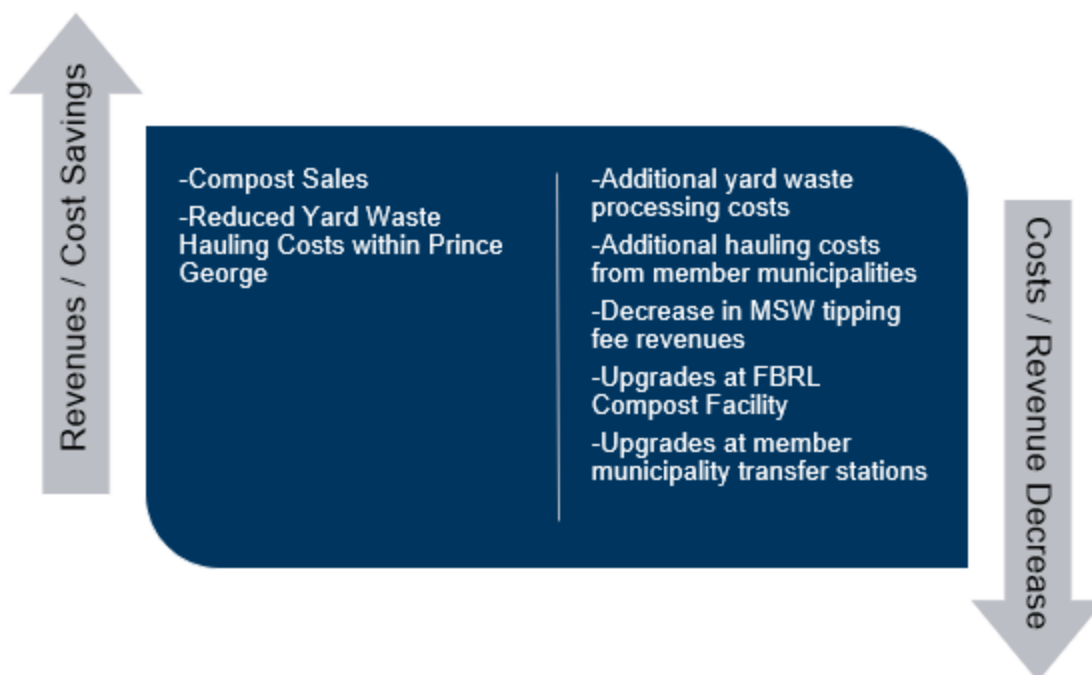 Revenues / Cost Savings
-Compost Sales
-Reduced Yard Waste
Hauling Costs within Prince
George
-Additional yard waste
processing costs
-Additional hauling costs
from member municipalities
-Decrease in MSW tipping
fee revenues
-Upgrades at FBRL
Compost Facility
-Upgrades at member
municipality transfer stations
Costs / Revenue Decrease